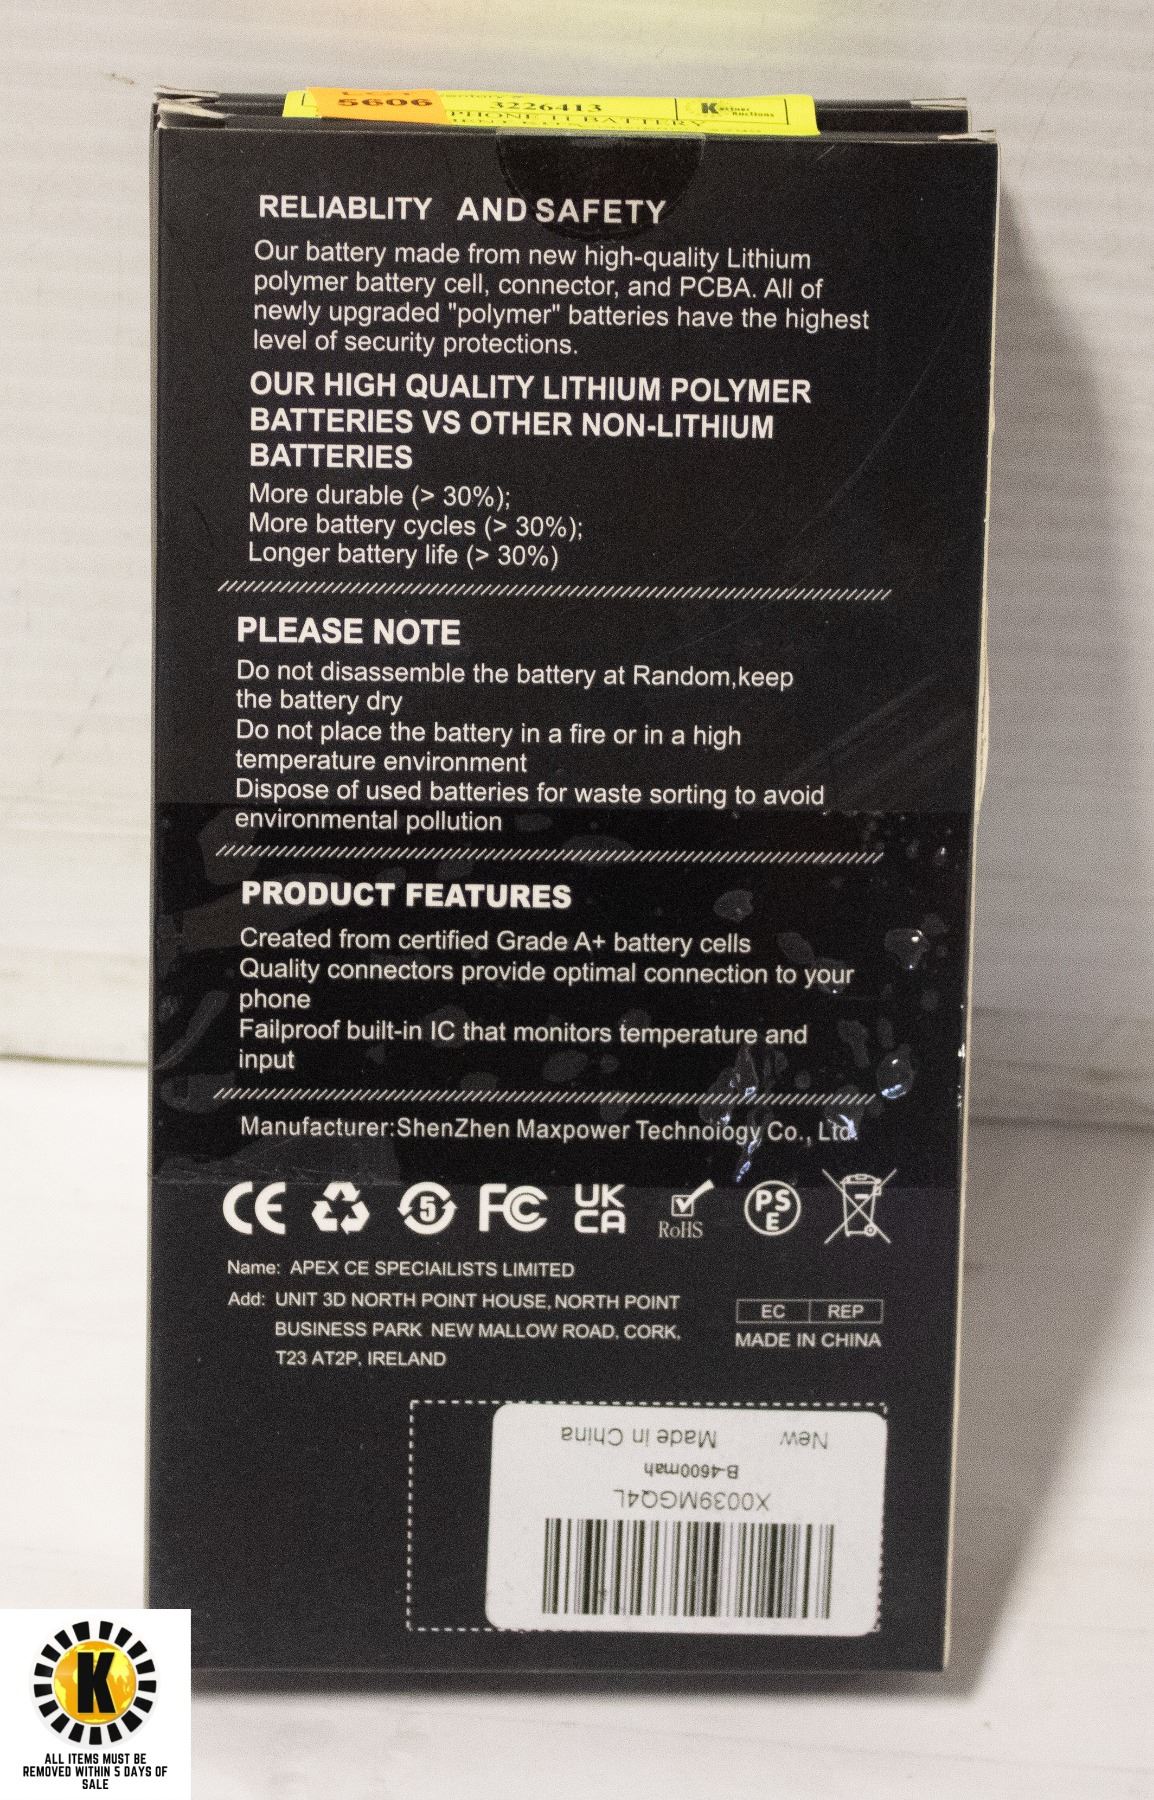 LOT
5606
3226413
Kastner
Auctions
PHONE 11 BATTERY
RELIABLITY AND SAFETY
Our battery made from new high-quality Lithium
polymer battery cell, connector, and PCBA. All of
newly upgraded "polymer" batteries have the highest
level of security protections.
OUR HIGH QUALITY LITHIUM POLYMER
BATTERIES VS OTHER NON-LITHIUM
BATTERIES
More durable (> 30%);
More battery cycles (> 30%);
Longer battery life (> 30%)
PLEASE NOTE
Do not disassemble the battery at Random,keep
the battery dry
Do not place the battery in a fire or in a high
temperature environment
Dispose of used batteries for waste sorting to avoid
environmental pollution
PRODUCT FEATURES
Created from certified Grade A+ battery cells
Quality connectors provide optimal connection to your
phone
Failproof built-in IC that monitors temperature and
input
Manufacturer:ShenZhen Maxpower Technology Co., Ltd.
CE 5 FC UK CA RoHS PS E
Name: APEX CE SPECIAILISTS LIMITED
Add: UNIT 3D NORTH POINT HOUSE, NORTH POINT
BUSINESS PARK NEW MALLOW ROAD, CORK,
T23 AT2P, IRELAND
EC REP
MADE IN CHINA
X0039MGQ4L
B-4600mah
New Made in China
K
ALL ITEMS MUST BE
REMOVED WITHIN 5 DAYS OF
SALE